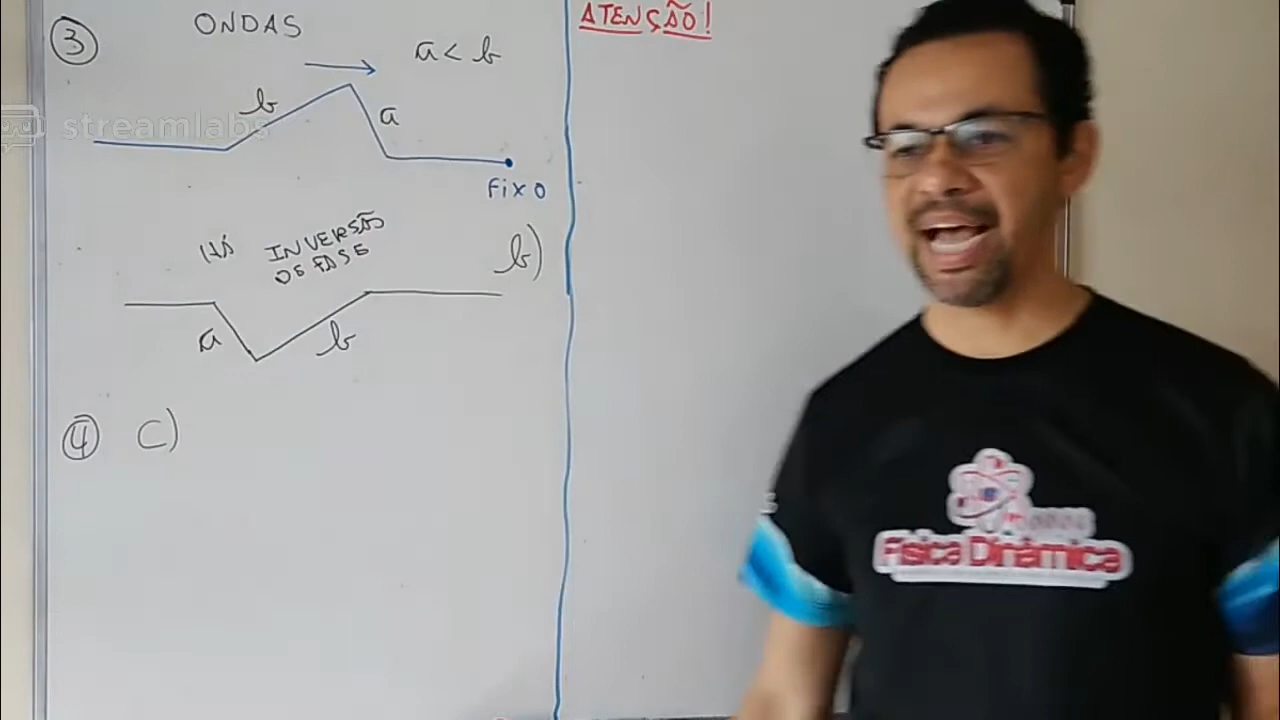 ③ ONDAS
a < b
b
a
Fixo
HÁ INVERSÃO
DE FASE
b)
a
b
④ C)
ATENÇÃO!
streamlabs
Física Dinâmica